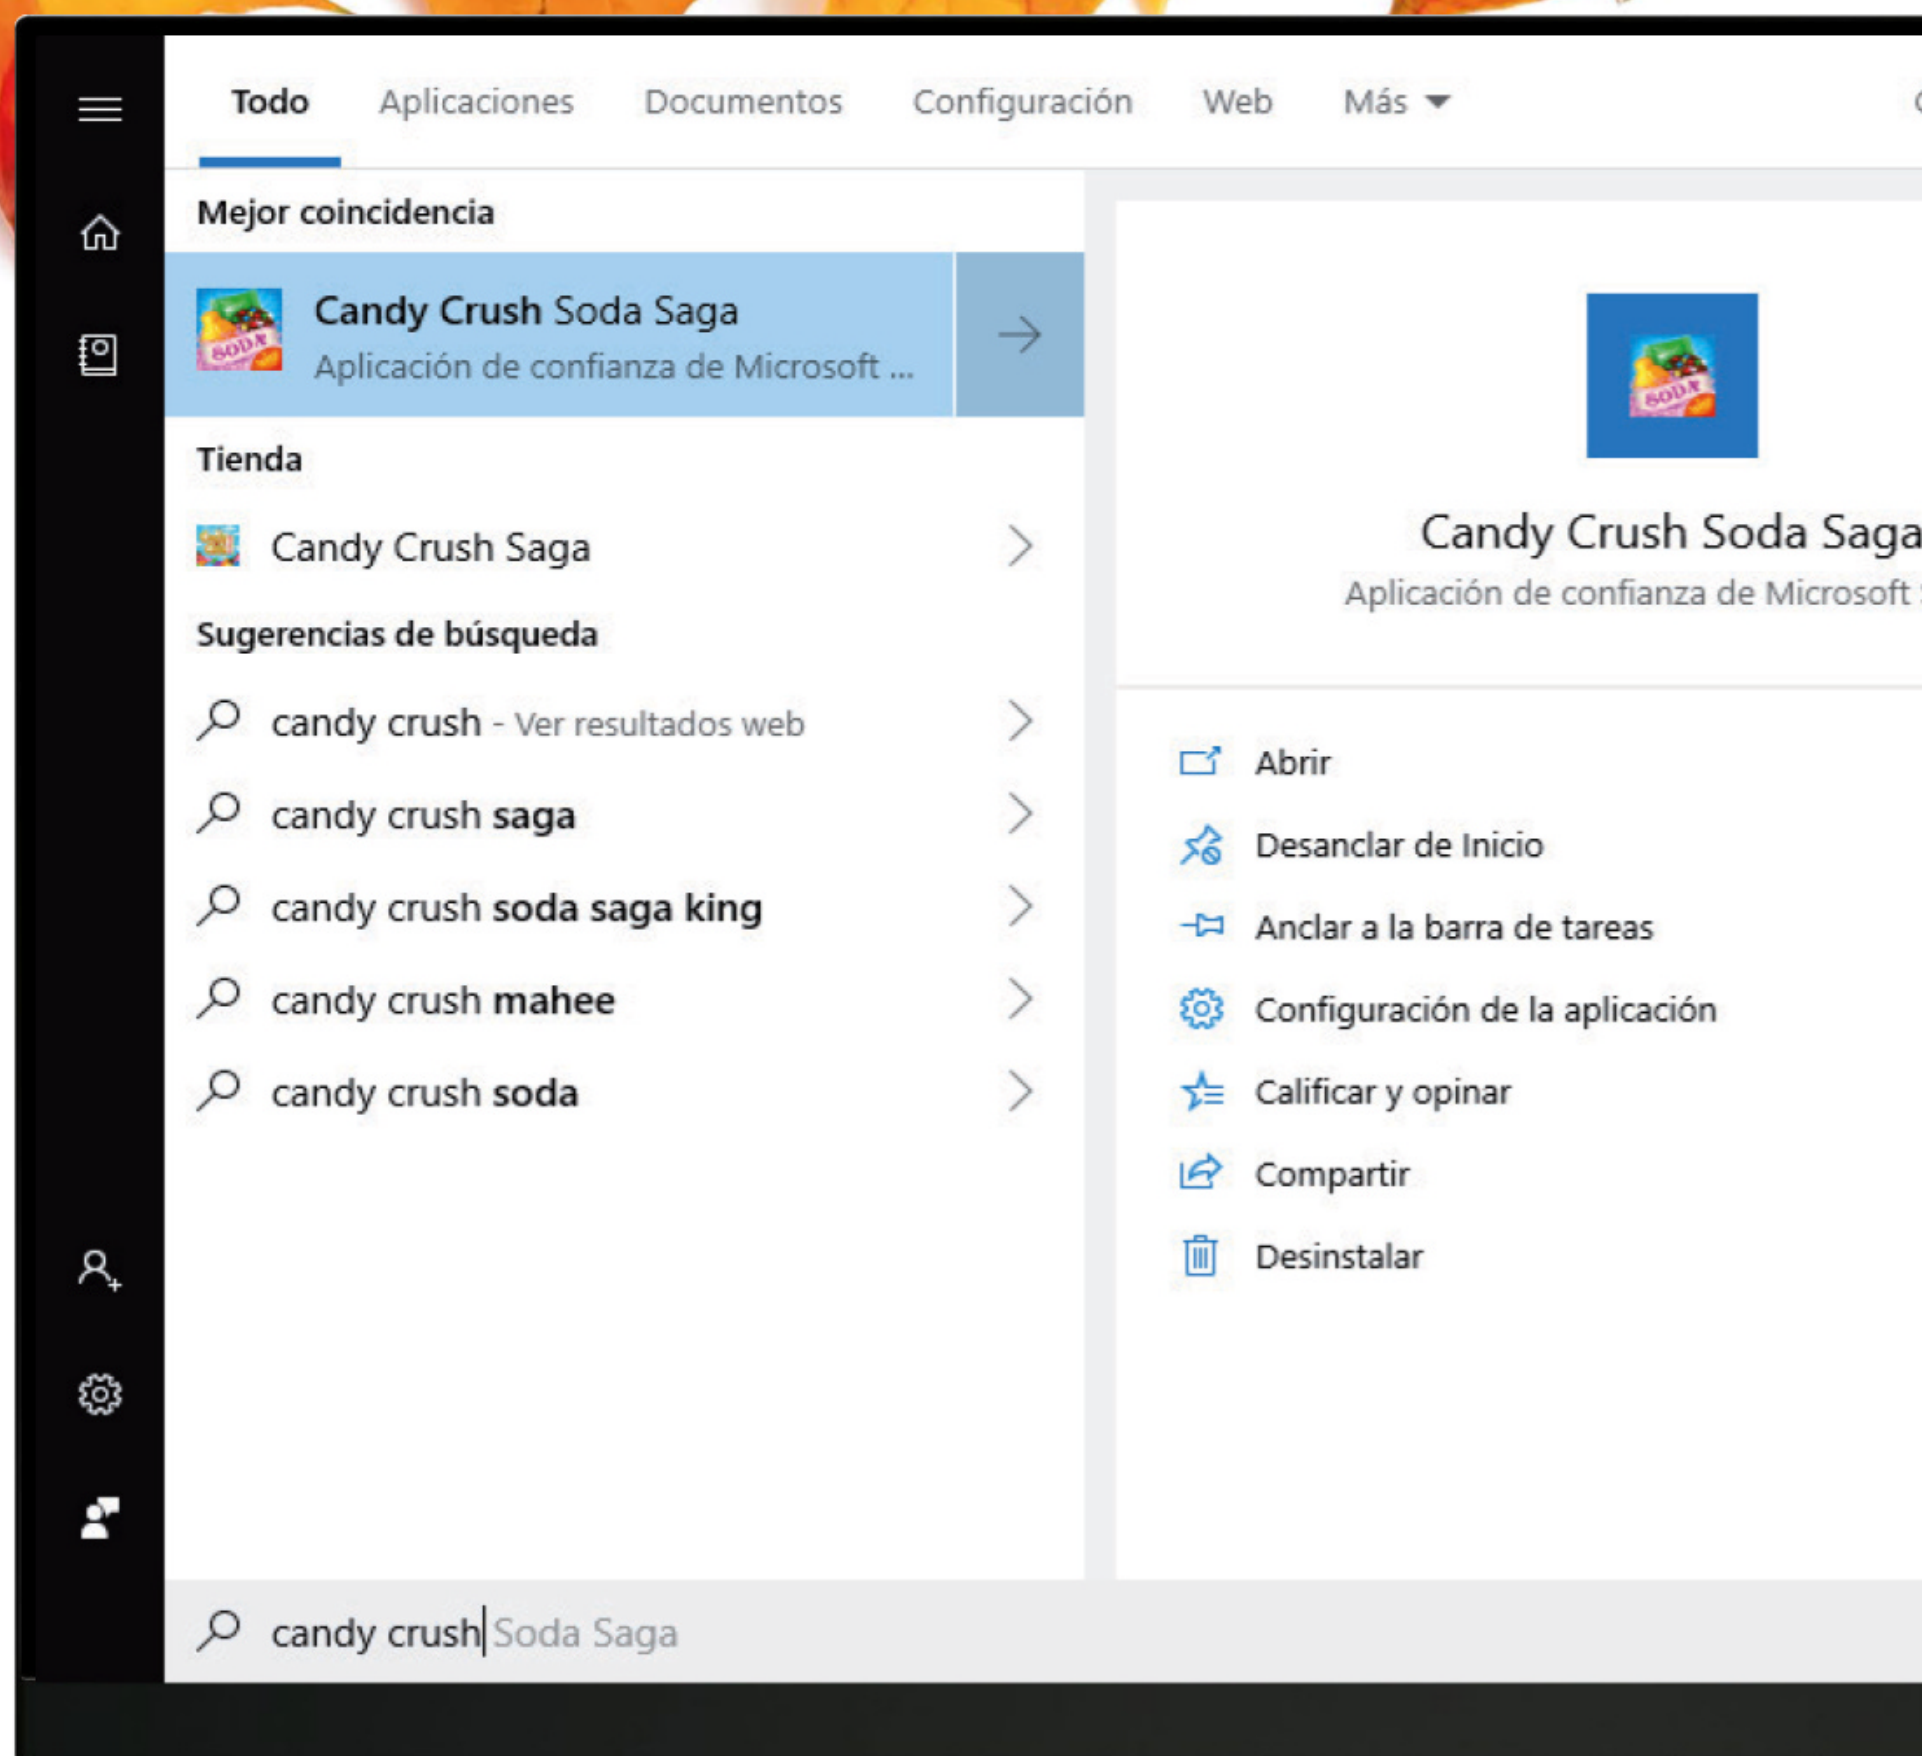 Todo Aplicaciones Documentos Configuración Web Más
Mejor coincidencia
Candy Crush Soda Saga
Aplicación de confianza de Microsoft ...
Tienda
Candy Crush Saga
Sugerencias de búsqueda
candy crush - Ver resultados web
candy crush saga
candy crush soda saga king
candy crush mahee
candy crush soda
SODA
Candy Crush Soda Saga
Aplicación de confianza de Microsoft
Abrir
Desanclar de Inicio
Anclar a la barra de tareas
Configuración de la aplicación
Calificar y opinar
Compartir
Desinstalar
candy crush Soda Saga